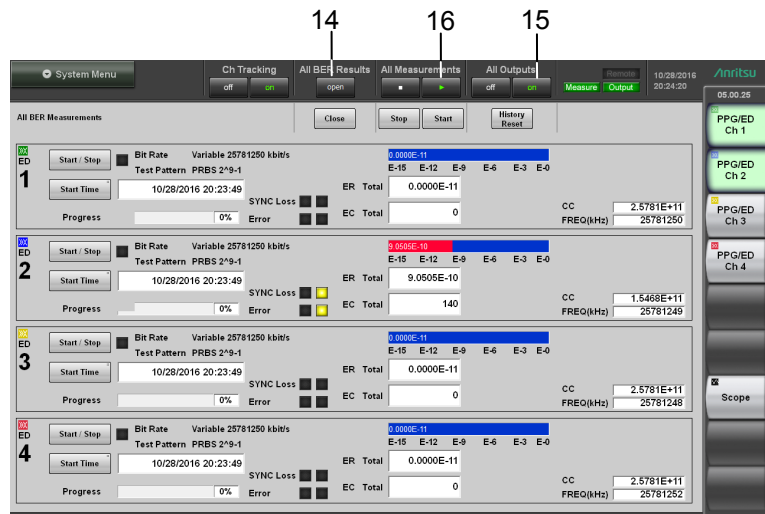 14 16 15
System Menu
Ch Tracking
off on
All BER Results
open
All Measurements
All Outputs
off on
Remote
Measure Output
10/28/2016
20:24:20
Anritsu
05.00.25
All BER Measurements
Close
Stop Start
History
Reset
ED
1
Start / Stop
Start Time
Progress
Bit Rate Variable 25781250 kbit/s
Test Pattern PRBS 2^9-1
10/28/2016 20:23:49
0%
SYNC Loss
Error
0.0000E-11
E-15 E-12 E-9 E-6 E-3 E-0
ER Total 0.0000E-11
EC Total 0
CC 2.5781E+11
FREQ(kHz) 25781250
ED
2
Start / Stop
Start Time
Progress
Bit Rate Variable 25781250 kbit/s
Test Pattern PRBS 2^9-1
10/28/2016 20:23:49
0%
SYNC Loss
Error
9.0505E-10
E-15 E-12 E-9 E-6 E-3 E-0
ER Total 9.0505E-10
EC Total 140
CC 1.5468E+11
FREQ(kHz) 25781249
ED
3
Start / Stop
Start Time
Progress
Bit Rate Variable 25781250 kbit/s
Test Pattern PRBS 2^9-1
10/28/2016 20:23:49
0%
SYNC Loss
Error
0.0000E-11
E-15 E-12 E-9 E-6 E-3 E-0
ER Total 0.0000E-11
EC Total 0
CC 2.5781E+11
FREQ(kHz) 25781248
ED
4
Start / Stop
Start Time
Progress
Bit Rate Variable 25781250 kbit/s
Test Pattern PRBS 2^9-1
10/28/2016 20:23:49
0%
SYNC Loss
Error
0.0000E-11
E-15 E-12 E-9 E-6 E-3 E-0
ER Total 0.0000E-11
EC Total 0
CC 2.5781E+11
FREQ(kHz) 25781252
PPG/ED
Ch 1
PPG/ED
Ch 2
PPG/ED
Ch 3
PPG/ED
Ch 4
Scope